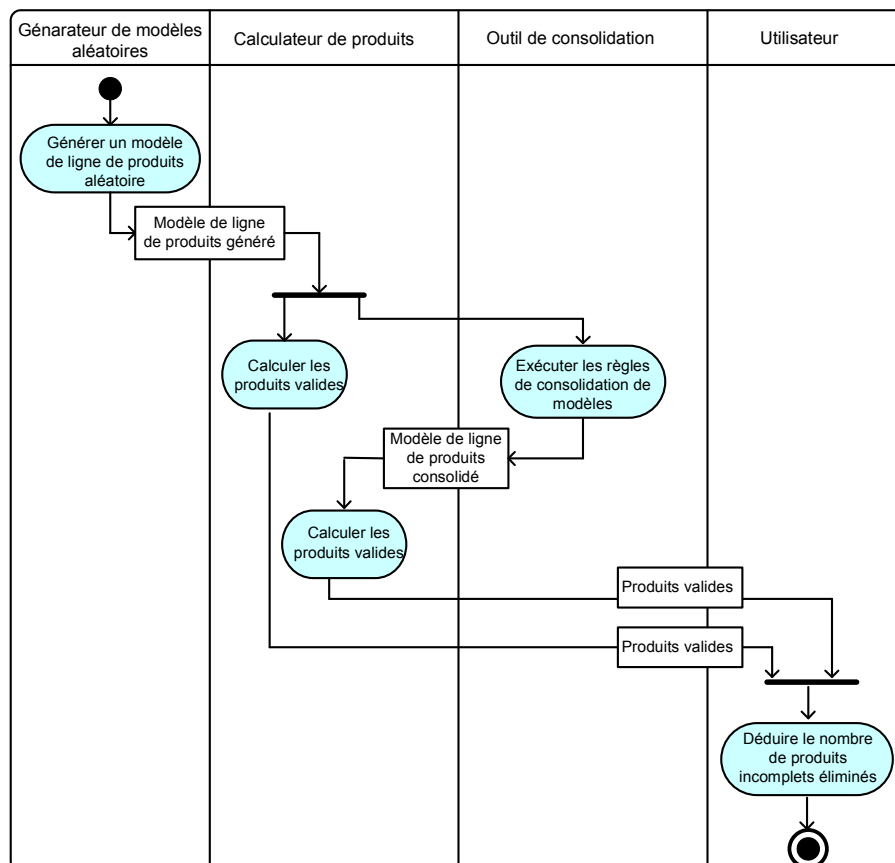 Génarateur de modèles
aléatoires
Calculateur de produits
Outil de consolidation
Utilisateur
Générer un modèle
de ligne de produits
aléatoire
Modèle de ligne
de produits généré
Calculer les
produits valides
Exécuter les règles
de consolidation de
modèles
Modèle de ligne
de produits
consolidé
Calculer les
produits valides
Produits valides
Produits valides
Déduire le nombre
de produits
incomplets éliminés